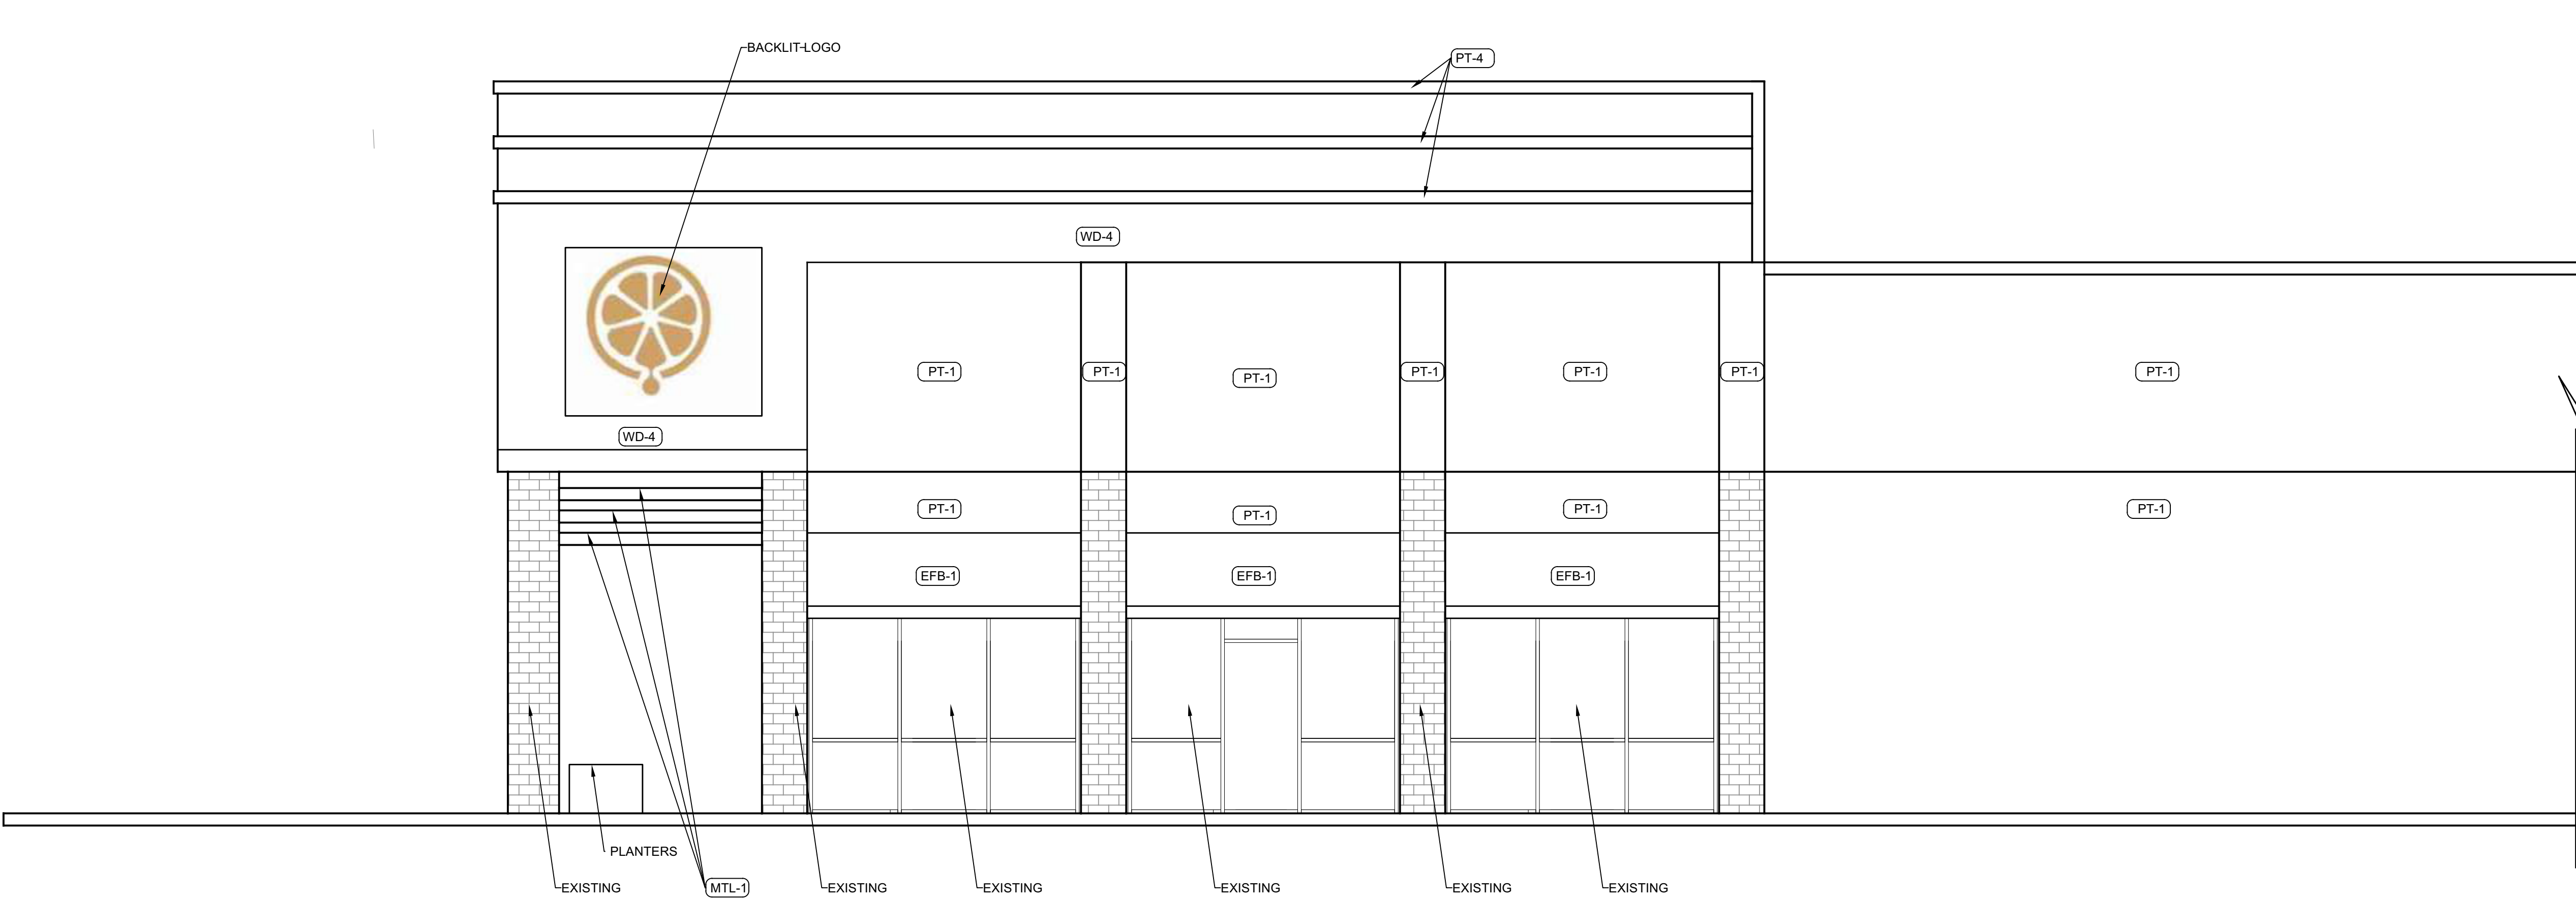 BACKLIT LOGO
PT-4
WD-4
PT-1
PT-1
PT-1
PT-1
PT-1
PT-1
PT-1
WD-4
PT-1
PT-1
PT-1
PT-1
EFB-1
EFB-1
EFB-1
PLANTERS
EXISTING
MTL-1
EXISTING
EXISTING
EXISTING
EXISTING
EXISTING